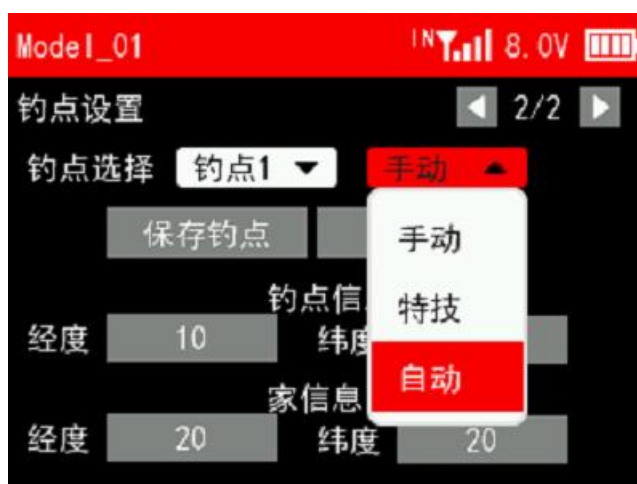 Model_01 IN 8.0V
钓点设置 2/2
钓点选择 钓点1 手动
保存钓点 手动
钓点信 特技
经度 10 纬度
自动
家信息
经度 20 纬度 20